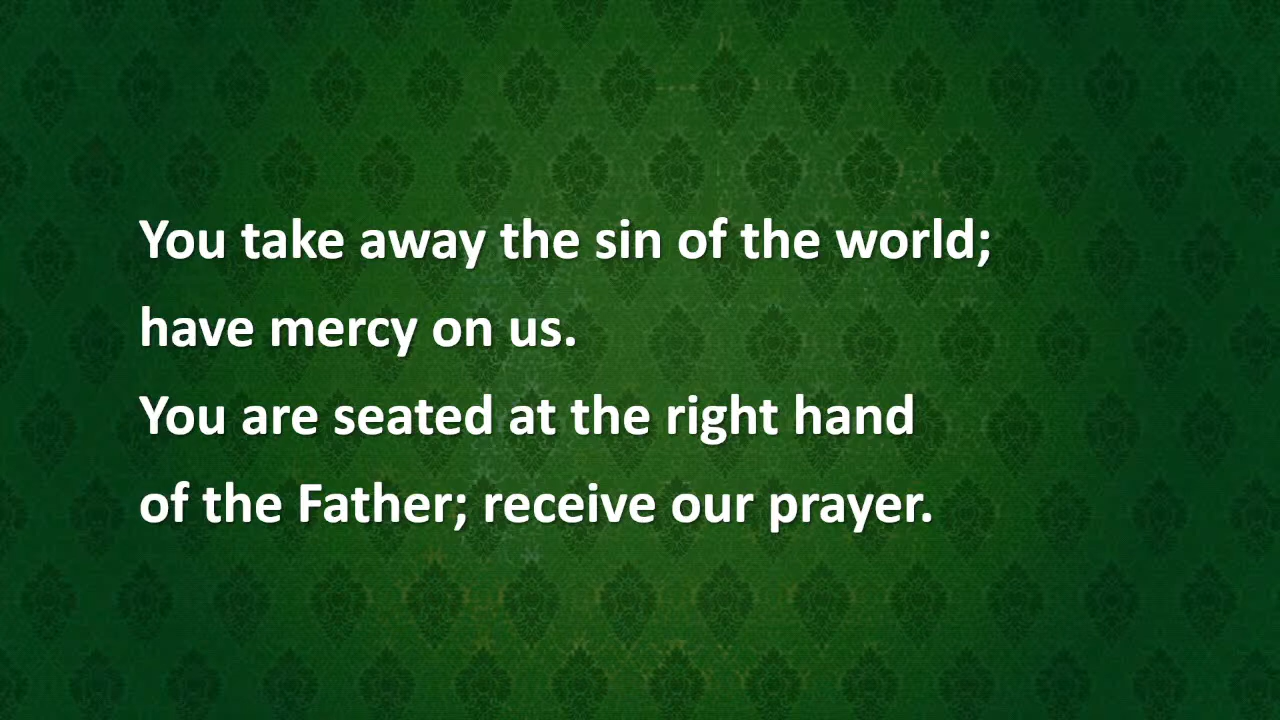 You take away the sin of the world;
have mercy on us.
You are seated at the right hand
of the Father; receive our prayer.